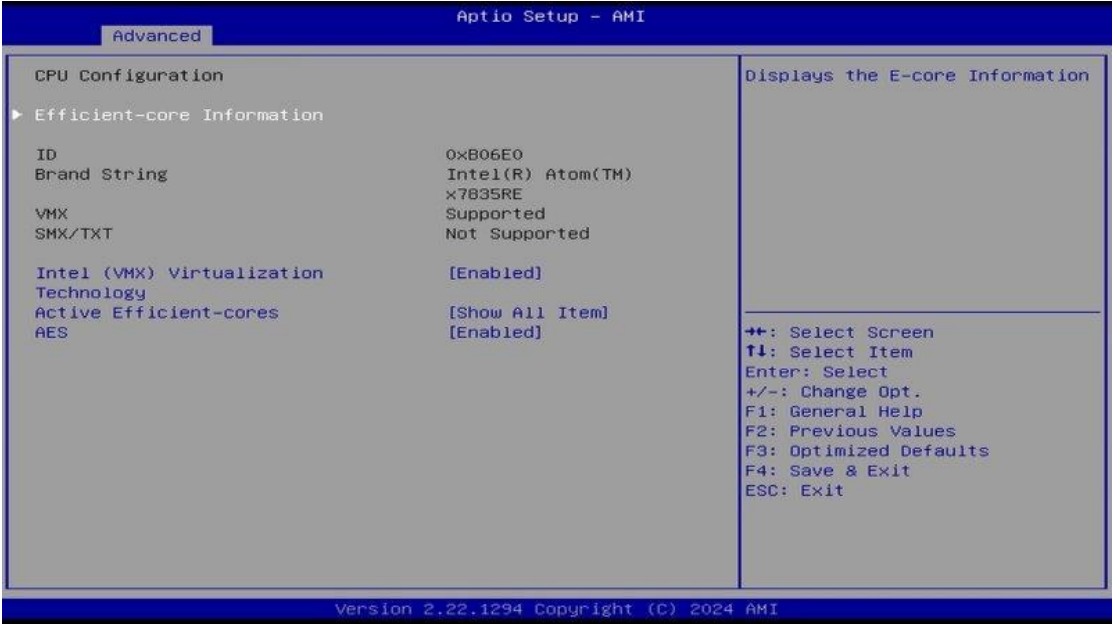 Aptio Setup - AMI
Advanced
CPU Configuration
Efficient-core Information
ID 0xB06E0
Brand String Intel(R) Atom(TM)
x7835RE
VMX Supported
SMX/TXT Not Supported
Intel (VMX) Virtualization [Enabled]
Technology
Active Efficient-cores [Show All Item]
AES [Enabled]
Displays the E-core Information
→←: Select Screen
↑↓: Select Item
Enter: Select
+/-: Change Opt.
F1: General Help
F2: Previous Values
F3: Optimized Defaults
F4: Save & Exit
ESC: Exit
Version 2.22.1294 Copyright (C) 2024 AMI